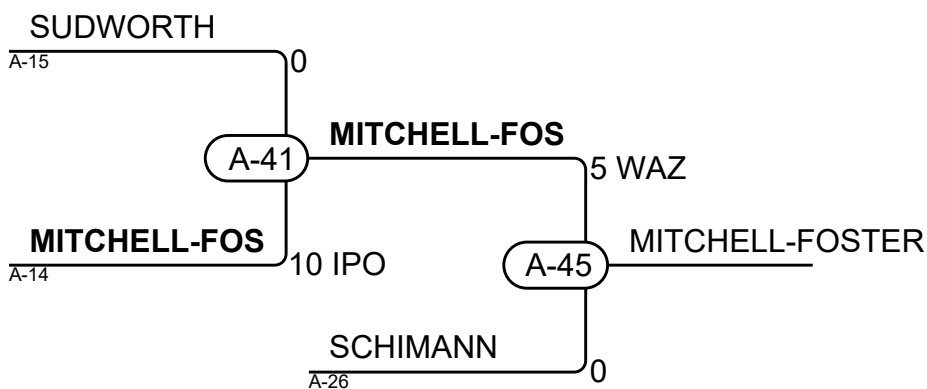 SUDWORTH
A-15
0
A-41
MITCHELL-FOS
5 WAZ
MITCHELL-FOS
A-14
10 IPO
A-45
MITCHELL-FOSTER
SCHIMANN
A-26
0